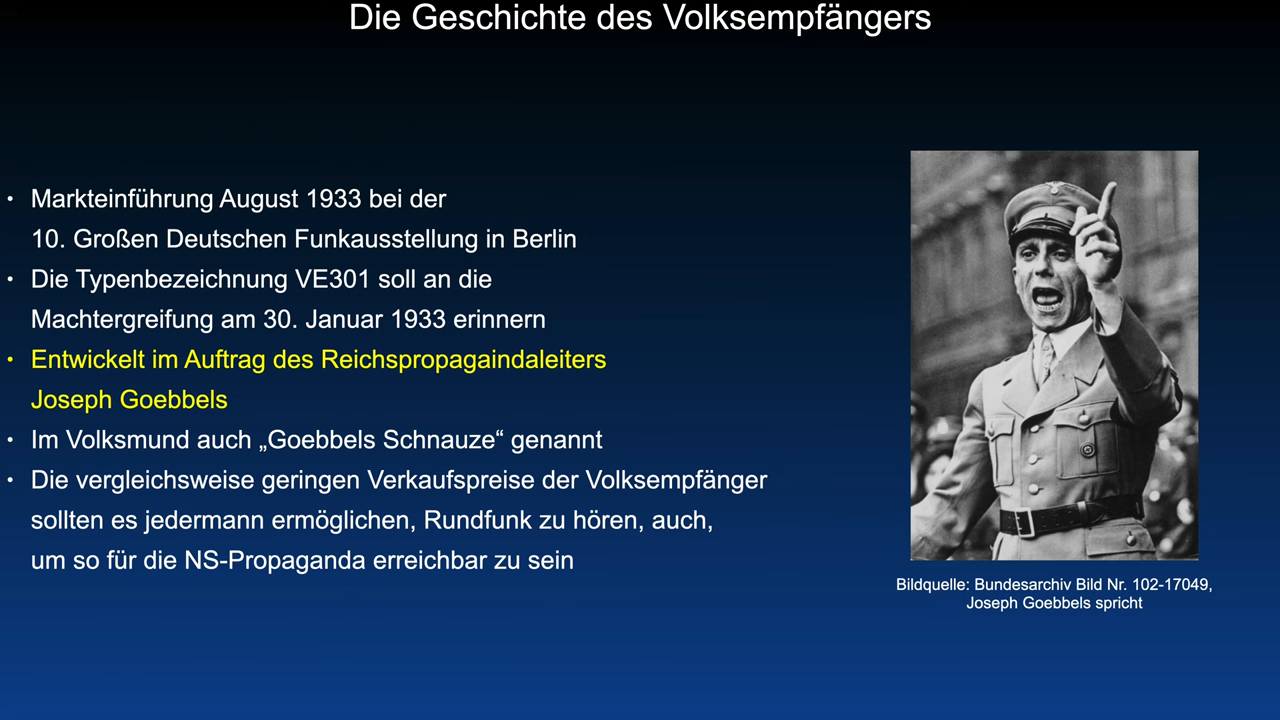 Die Geschichte des Volksempfängers
• Markteinführung August 1933 bei der
10. Großen Deutschen Funkausstellung in Berlin
• Die Typenbezeichnung VE301 soll an die
Machtergreifung am 30. Januar 1933 erinnern
• Entwickelt im Auftrag des Reichspropagaindaleiters
Joseph Goebbels
• Im Volksmund auch „Goebbels Schnauze“ genannt
• Die vergleichsweise geringen Verkaufspreise der Volksempfänger
sollten es jedermann ermöglichen, Rundfunk zu hören, auch,
um so für die NS-Propaganda erreichbar zu sein
Bildquelle: Bundesarchiv Bild Nr. 102-17049,
Joseph Goebbels spricht